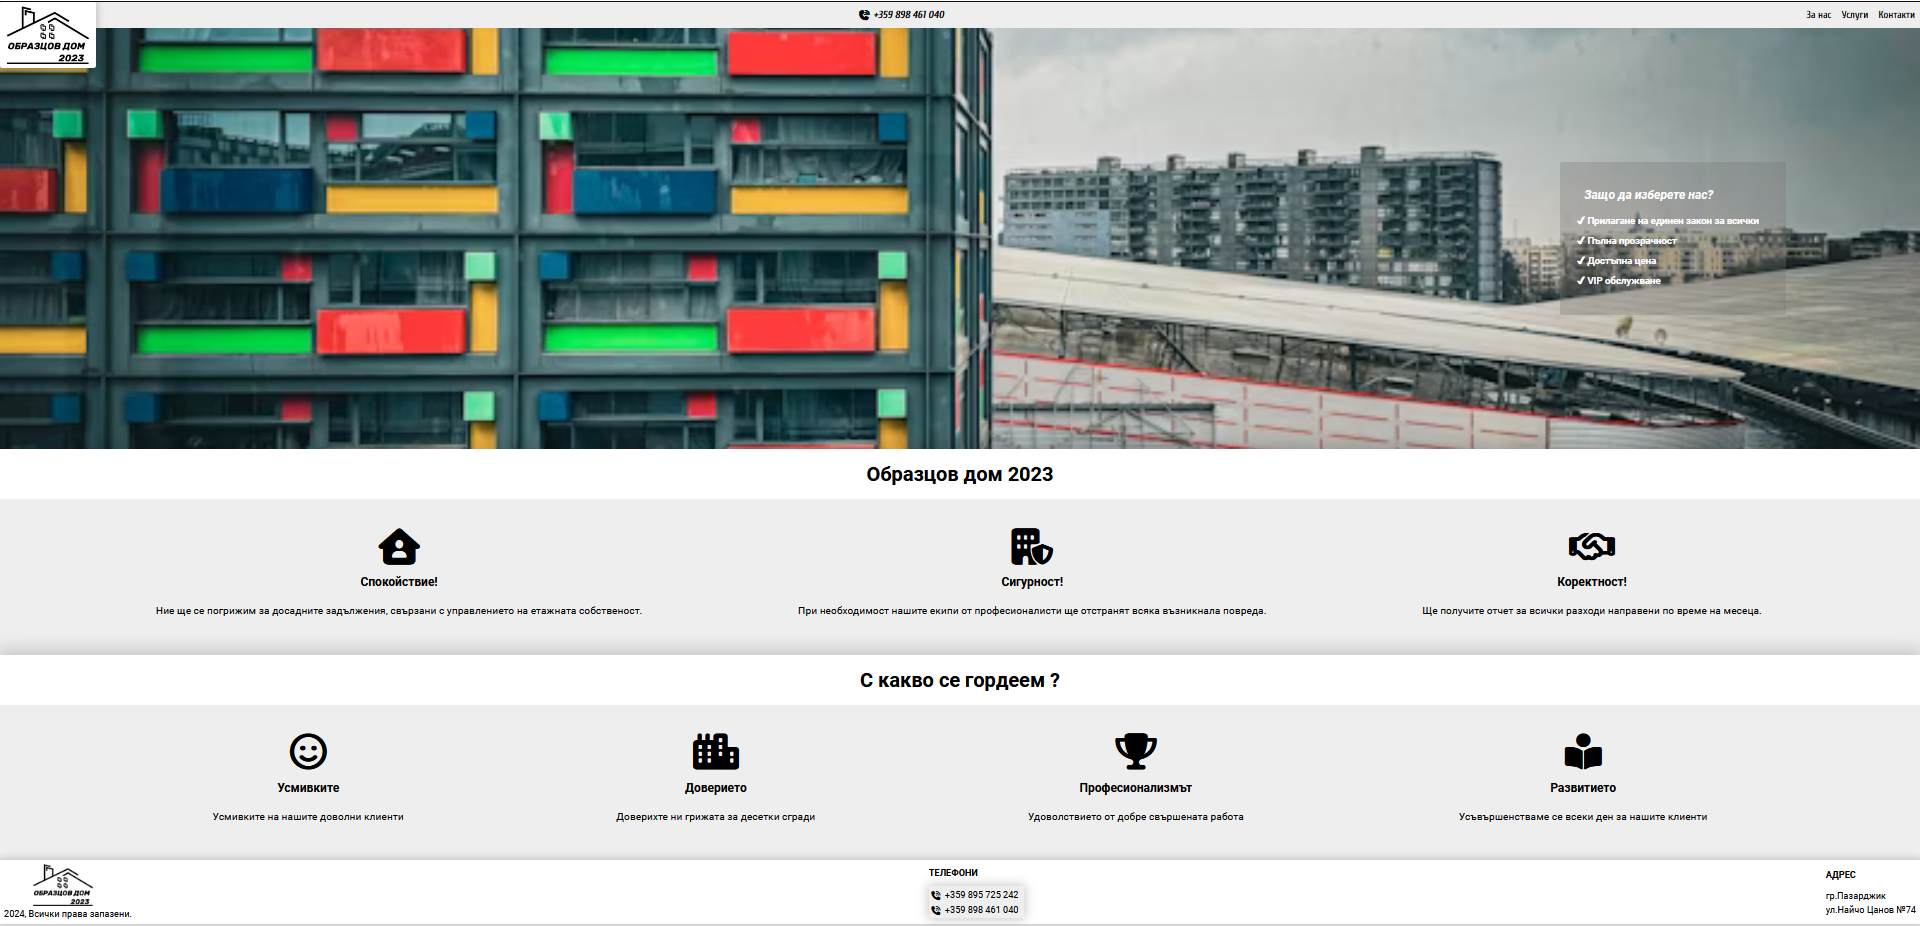 ОБРАЗЦОВ ДОМ
2023
+359 898 461 040
За нас Услуги Контакти
Защо да изберете нас?
✔ Прилагане на единен закон за всички
✔ Пълна прозрачност
✔ Достъпна цена
✔ VIP обслужване
Образцов дом 2023
Спокойствие!
Ние ще се погрижим за досадните задължения, свързани с управлението на етажната собственост.
Сигурност!
При необходимост нашите екипи от професионалисти ще отстранят всяка възникнала повреда.
Коректност!
Ще получите отчет за всички разходи направени по време на месеца.
С какво се гордеем ?
Усмивките
Усмивките на нашите доволни клиенти
Доверието
Доверихте ни грижата за десетки сгради
Професионализмът
Удоволствието от добре свършената работа
Развитието
Усъвършенстваме се всеки ден за нашите клиенти
ОБРАЗЦОВ ДОМ
2023
2024, Всички права запазени.
ТЕЛЕФОНИ
+359 895 725 242
+359 898 461 040
АДРЕС
гр.Пазарджик
ул.Найчо Цанов №74